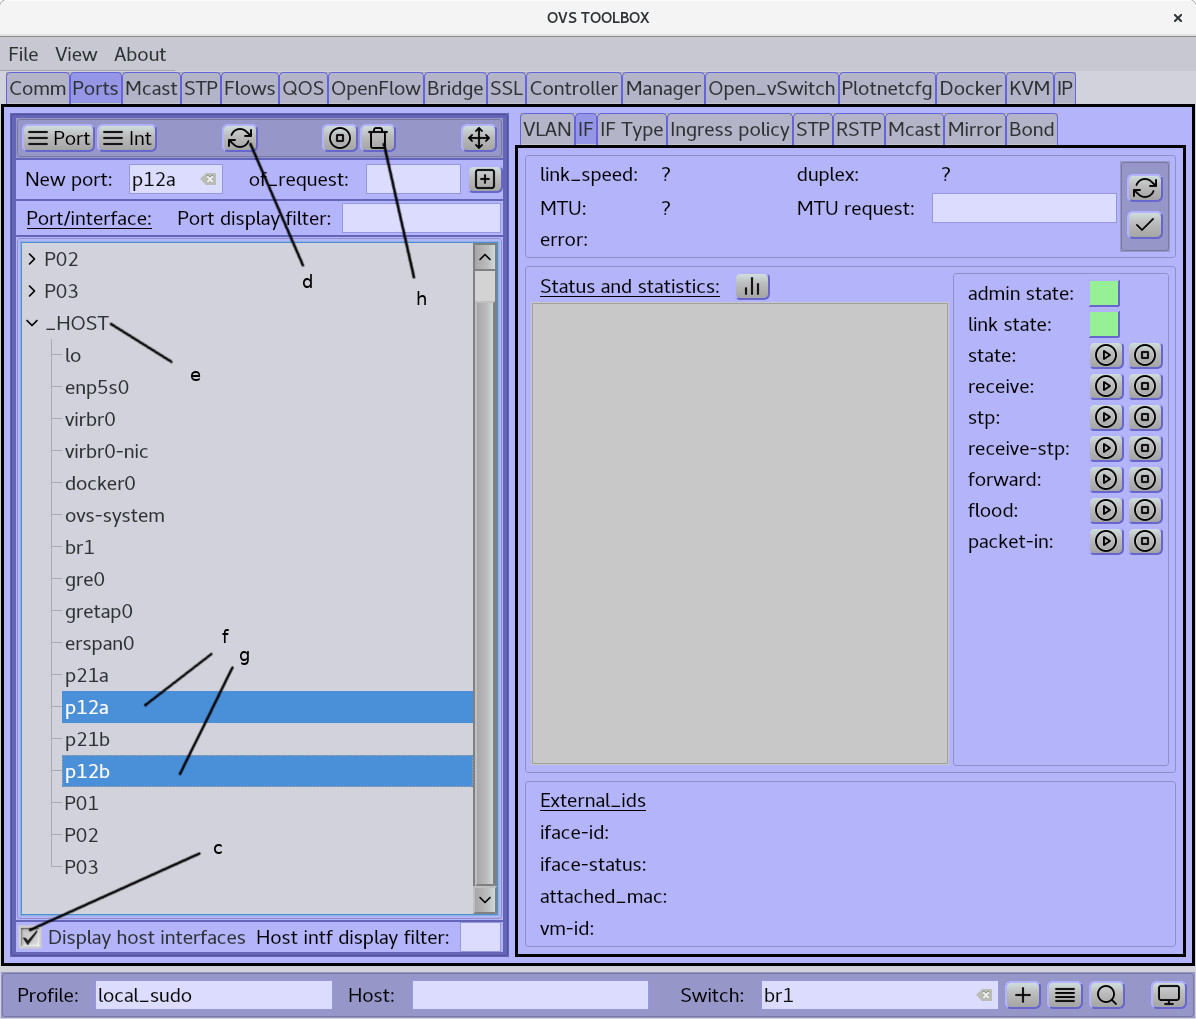 OVS TOOLBOX ×
File View About
Comm Ports Mcast STP Flows QOS OpenFlow Bridge SSL Controller Manager Open_vSwitch Plotnetcfg Docker KVM IP
Port Int
New port: p12a of_request:
Port/interface: Port display filter:
P02
d
h
P03
_HOST
e
lo
enp5s0
virbr0
virbr0-nic
docker0
ovs-system
br1
gre0
gretap0
erspan0
f
g
p21a
p12a
p21b
p12b
P01
P02
c
P03
Display host interfaces Host intf display filter:
VLAN IF IF Type Ingress policy STP RSTP Mcast Mirror Bond
link_speed: ? duplex: ?
MTU: ? MTU request:
error:
Status and statistics:
admin state:
link state:
state:
receive:
stp:
receive-stp:
forward:
flood:
packet-in:
External_ids
iface-id:
iface-status:
attached_mac:
vm-id:
Profile: local_sudo Host: Switch: br1